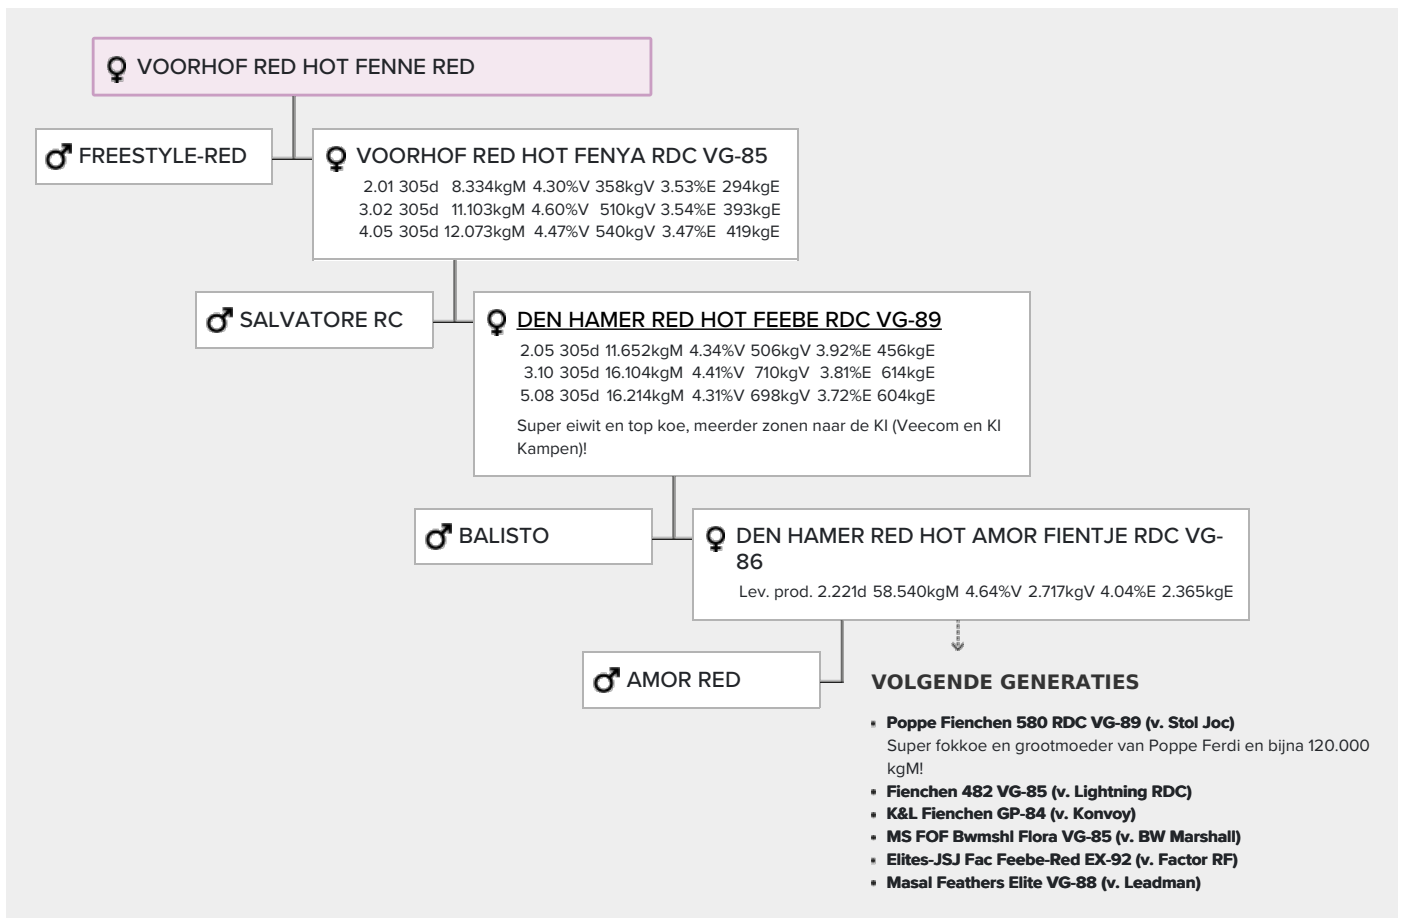 VOORHOF RED HOT FENNE RED
FREESTYLE-RED
VOORHOF RED HOT FENYA RDC VG-85
2.01 305d 8.334kgM 4.30%V 358kgV 3.53%E 294kgE
3.02 305d 11.103kgM 4.60%V 510kgV 3.54%E 393kgE
4.05 305d 12.073kgM 4.47%V 540kgV 3.47%E 419kgE
SALVATORE RC
DEN HAMER RED HOT FEEBE RDC VG-89
2.05 305d 11.652kgM 4.34%V 506kgV 3.92%E 456kgE
3.10 305d 16.104kgM 4.41%V 710kgV 3.81%E 614kgE
5.08 305d 16.214kgM 4.31%V 698kgV 3.72%E 604kgE
Super eiwit en top koe, meerder zonen naar de KI (Veecom en KI
Kampen)!
BALISTO
DEN HAMER RED HOT AMOR FIENTJE RDC VG-
86
Lev. prod. 2.221d 58.540kgM 4.64%V 2.717kgV 4.04%E 2.365kgE
AMOR RED
VOLGENDE GENERATIES
Poppe Fienchen 580 RDC VG-89 (v. Stol Joc)
Super fokkoe en grootmoeder van Poppe Ferdi en bijna 120.000
kgM!
Fienchen 482 VG-85 (v. Lightning RDC)
K&L Fienchen GP-84 (v. Konvoy)
MS FOF Bwmshl Flora VG-85 (v. BW Marshall)
Elites-JSJ Fac Feebe-Red EX-92 (v. Factor RF)
Masal Feathers Elite VG-88 (v. Leadman)